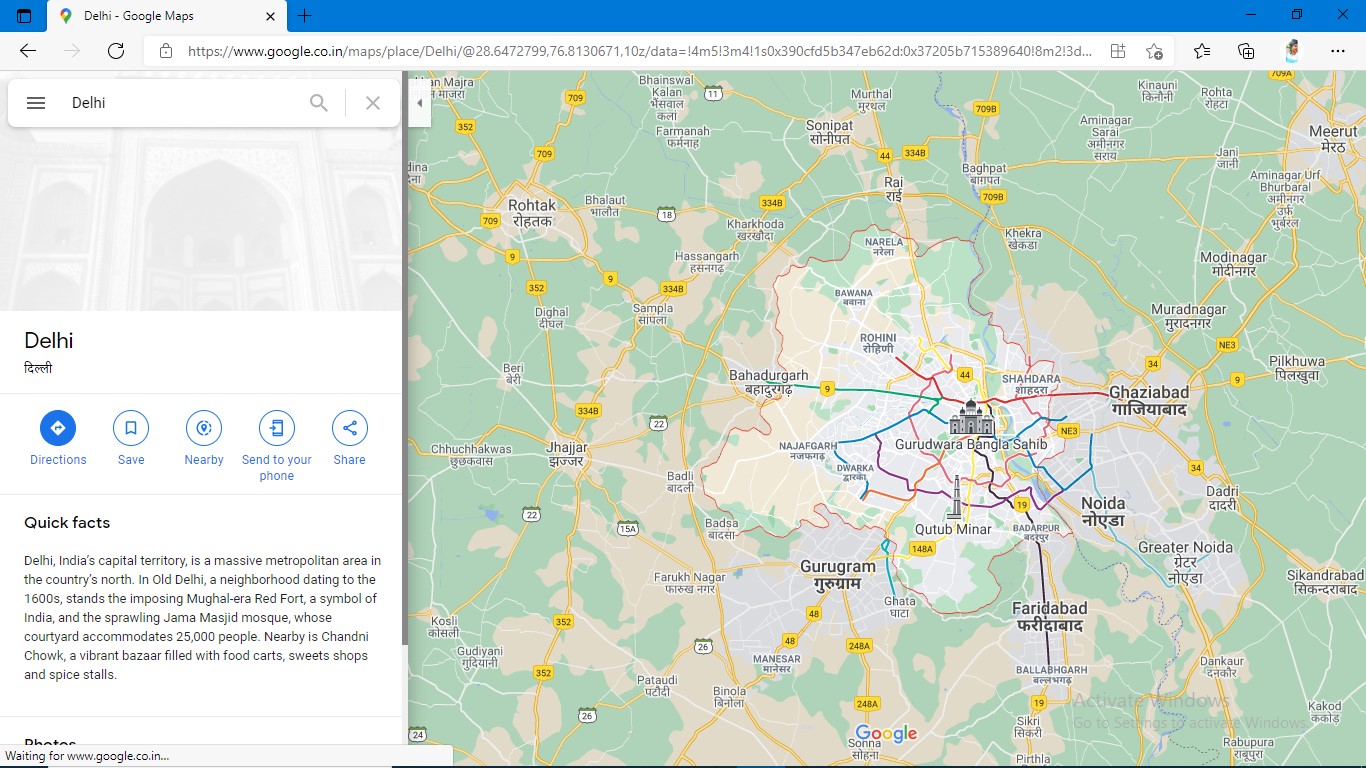 Delhi - Google Maps
https://www.google.co.in/maps/place/Delhi/@28.6472799,76.8130671,10z/data=!4m5!3m4!1s0x390cfd5b347eb62d:0x37205b715389640!8m2!3d...
Delhi
Delhi
दिल्ली
Directions
Save
Nearby
Send to your
phone
Share
Quick facts
Delhi, India's capital territory, is a massive metropolitan area in
the country's north. In Old Delhi, a neighborhood dating to the
1600s, stands the imposing Mughal-era Red Fort, a symbol of
India, and the sprawling Jama Masjid mosque, whose
courtyard accommodates 25,000 people. Nearby is Chandni
Chowk, a vibrant bazaar filled with food carts, sweets shops
and spice stalls.
Photos
Waiting for www.google.co.in...
an Majra
न माजरा
Bhainswal
Kalan
भैंसवाल
कलां
11
Murthal
मुरथल
709A
Kinauni
किनौनी
Rohta
रोहटा
709
709B
352
Farmanah
फर्मनाह
Sonipat
सोनीपत
Aminagar
Sarai
अमीनगर
सराय
Meerut
मेरठ
709
44
334B
Jani
जानी
Baghpat
बाग़पत
Rai
राई
709B
Aminagar Urf
Bhurbaral
अमीनगर
उर्फ़
भुर्बरल
Rohtak
रोहतक
Bhalaut
भालौत
334B
18
709
Kharkhoda
खरखौदा
Khekra
खेकडा
NARELA
नरेला
9
Hassangarh
हसनगढ़
Modinagar
मोदीनगर
9
352
334B
BAWANA
बवाना
Dighal
दीघल
Sampla
सांपला
Muradnagar
मुरादनगर
ROHINI
रोहिणी
NE3
34
Pilkhuwa
पिलखुवा
Beri
बेरी
Bahadurgarh
बहादुरगढ़
9
44
SHAHDARA
शाहदरा
Ghaziabad
गाज़ियाबाद
9
334B
22
NE3
Gurudwara Bangla Sahib
Chhuchhakwas
छुछकवास
Jhajjar
झज्जर
NAJAFGARH
नजफगढ़
DWARKA
द्वारका
34
Badli
बादली
Dadri
दादरी
19
22
15A
Badsa
बादसा
Qutub Minar
BADARPUR
बदरपुर
Noida
नोएडा
148A
Greater Noida
ग्रेटर
नोएडा
Gurugram
गुरुग्राम
Farukh Nagar
फारुख नगर
Sikandrabad
सिकन्दराबाद
Ghata
घाटा
Faridabad
फरीदाबाद
48
352
Kosli
कोसली
48
26
248A
Gudiyani
गुदियानी
MANESAR
मानेसर
BALLABHGARH
बल्लभगढ़
Dankaur
दनकौर
352
Pataudi
पटौदी
Binola
बिनोला
248A
19
Activate Windows
Go to Settings to activate Windows.
Kakod
ककोड़
26
24
Google
Sikri
सिकरी
Sonna
सोहना
Rabupura
राबूपुरा
Pirthla